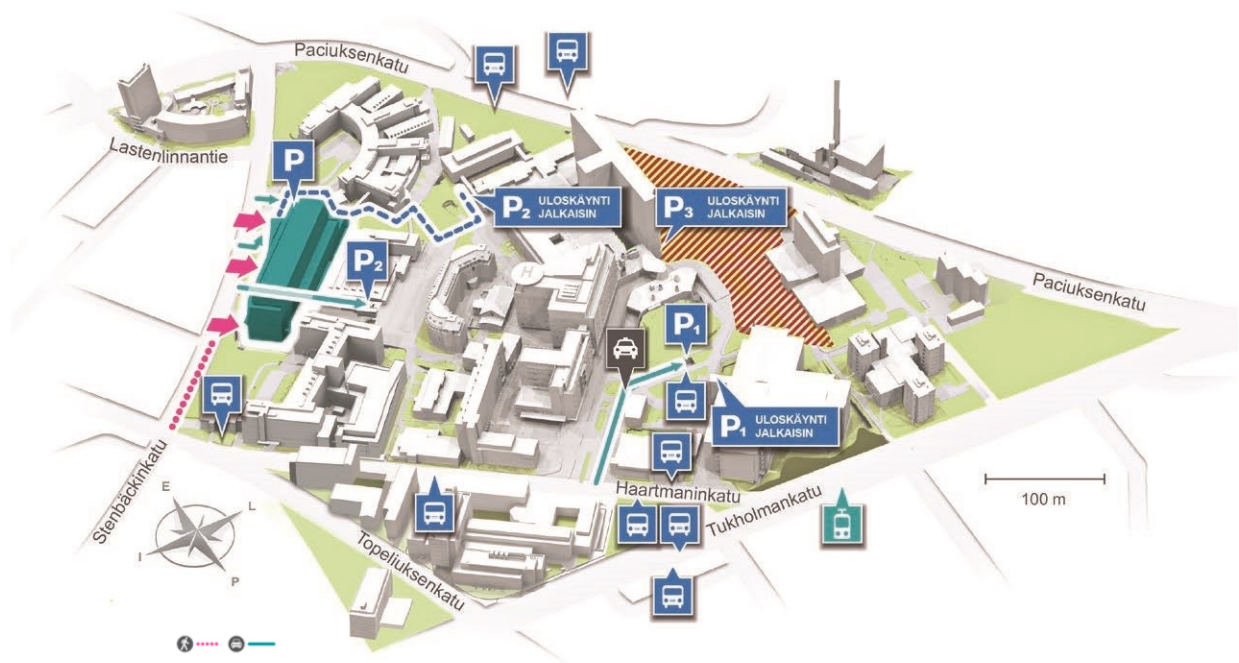 Paciuksenkatu
Lastenlinnantie
P
P2 ULOSKÄYNTI
JALKAISIN
P3 ULOSKÄYNTI
JALKAISIN
P2
H
Paciuksenkatu
P1
P1 ULOSKÄYNTI
JALKAISIN
Stenbäckinkatu
Haartmaninkatu
Tukholmankatu
100 m
Topeliuksenkatu
E
L
I
P